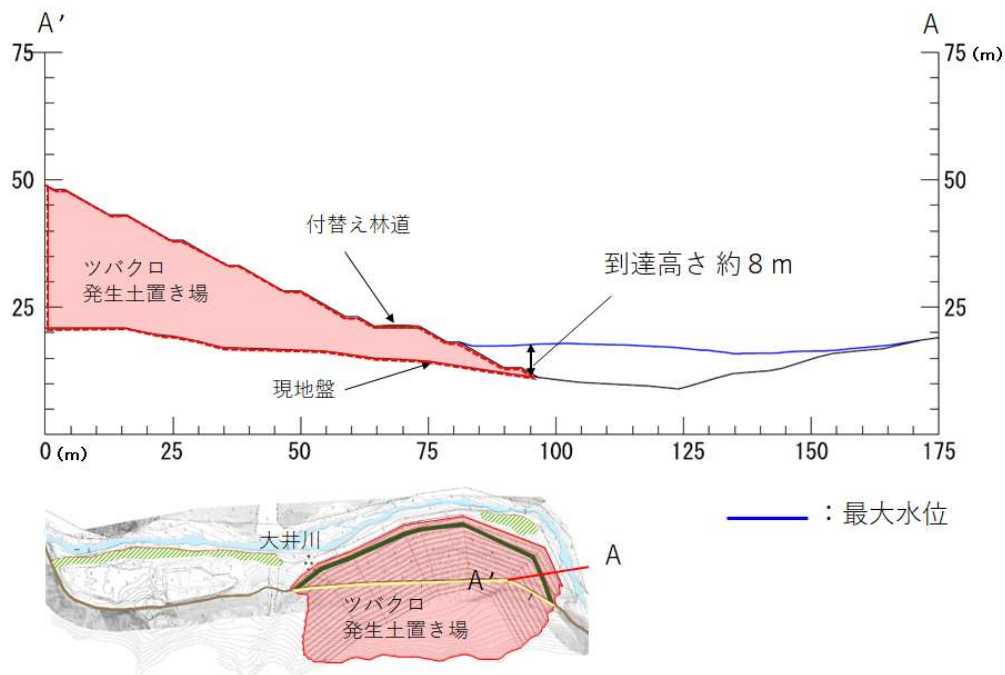 A’
A
75
75 (m)
50
50
付替え林道
到達高さ 約８ｍ
ツバクロ
発生土置き場
25
25
現地盤
0 (m)
25
50
75
100
125
150
175
：最大水位
大井川
A
A’
ツバクロ
発生土置き場